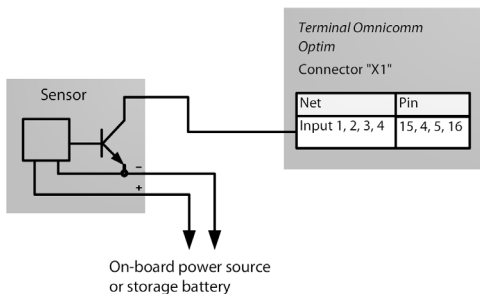 Terminal Omnicomm
Optim
Connector "X1"
Net Pin
Input 1, 2, 3, 4 15, 4, 5, 16
Sensor
–
+
On-board power source
or storage battery